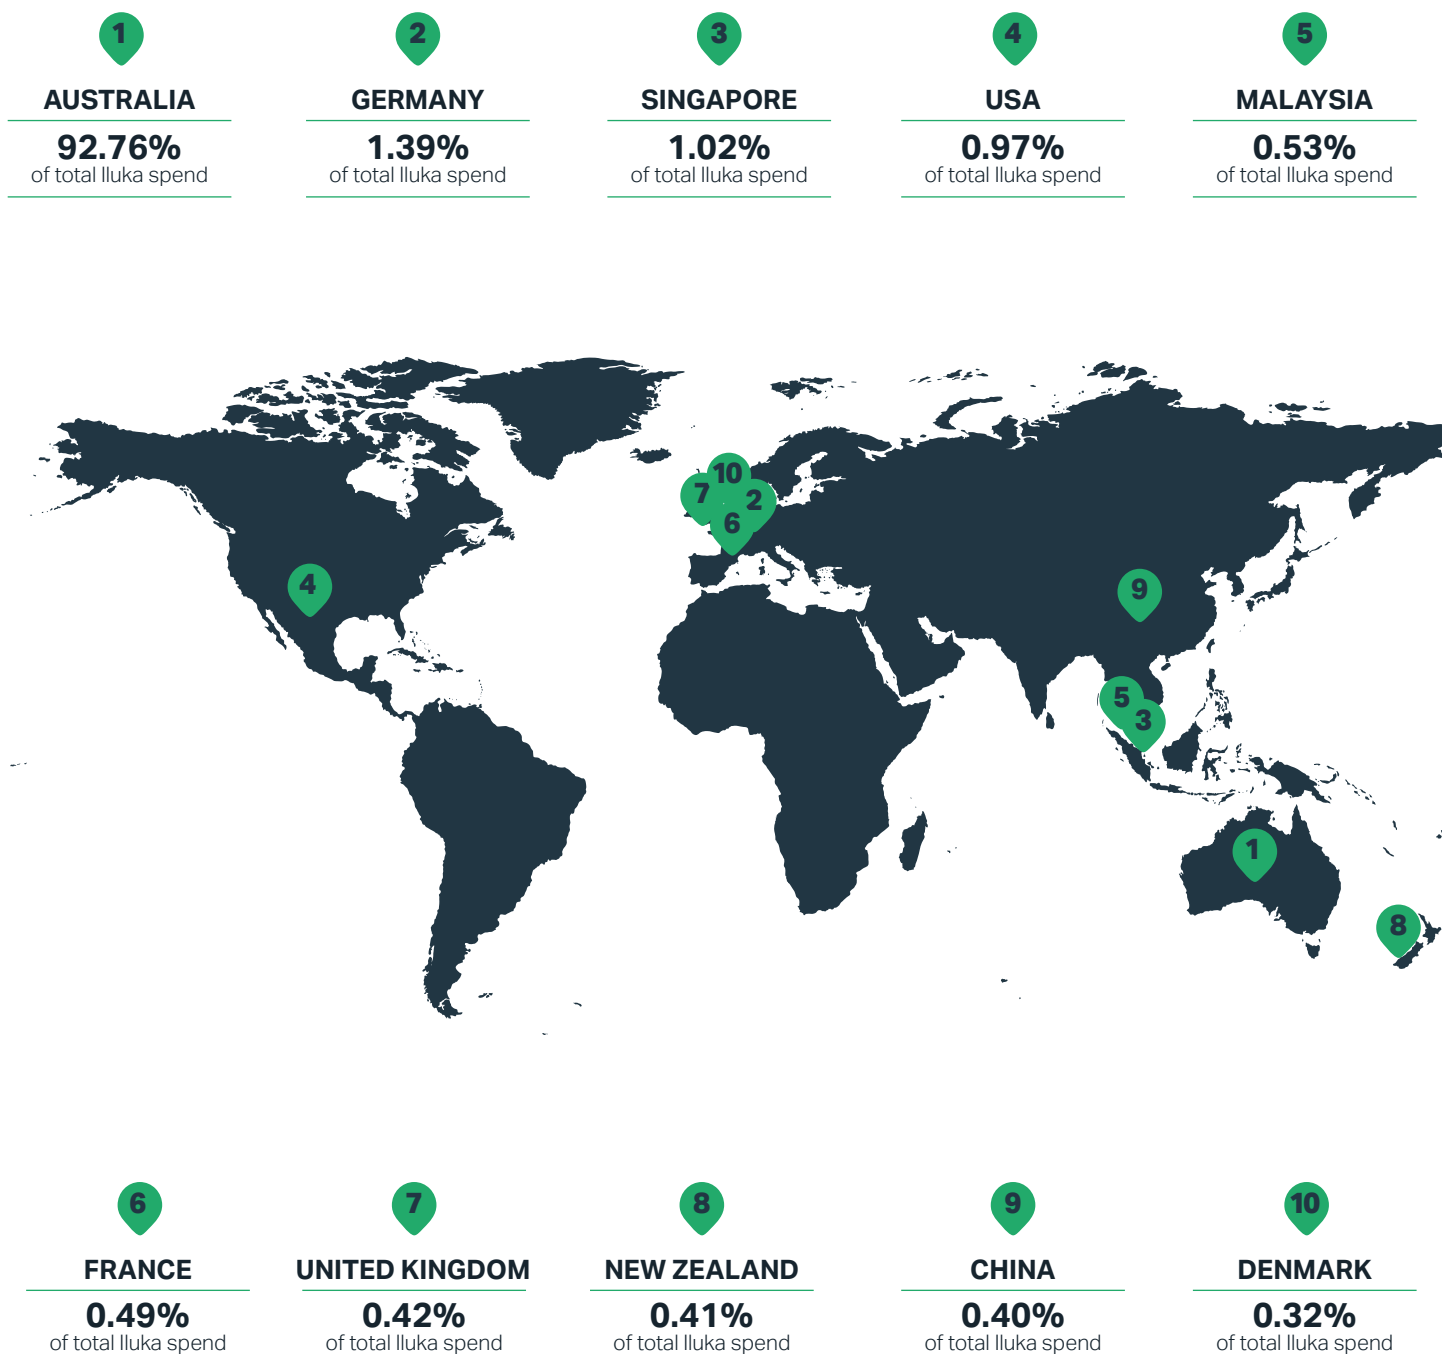 1
2
3
4
5
AUSTRALIA
GERMANY
SINGAPORE
USA
MALAYSIA
92.76%
1.39%
1.02%
0.97%
0.53%
of total Iluka spend
of total Iluka spend
of total Iluka spend
of total Iluka spend
of total Iluka spend
10
7
2
6
4
9
5
3
1
8
6
7
8
9
10
FRANCE
UNITED KINGDOM
NEW ZEALAND
CHINA
DENMARK
0.49%
0.42%
0.41%
0.40%
0.32%
of total Iluka spend
of total Iluka spend
of total Iluka spend
of total Iluka spend
of total Iluka spend